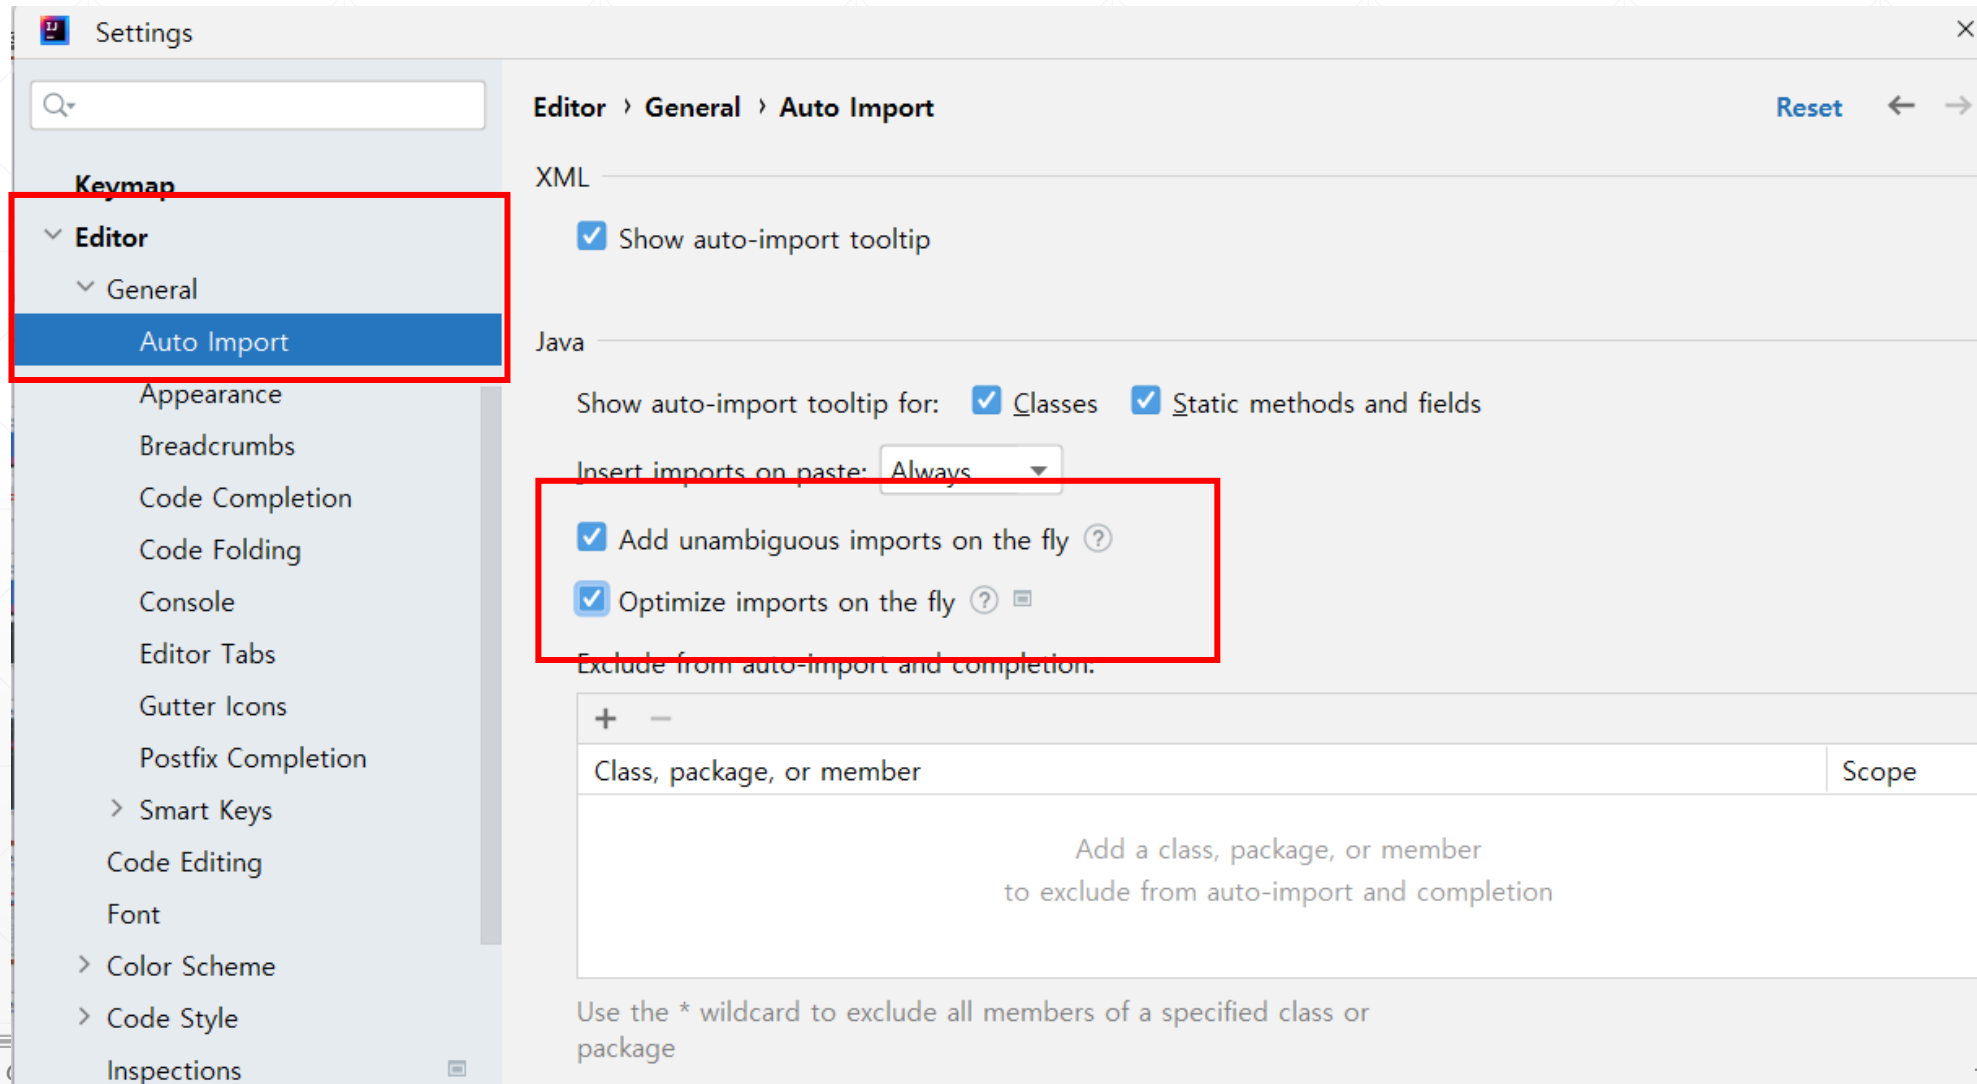 Settings
Keymap
Editor
General
Auto Import
Appearance
Breadcrumbs
Code Completion
Code Folding
Console
Editor Tabs
Gutter Icons
Postfix Completion
Smart Keys
Code Editing
Font
Color Scheme
Code Style
Inspections
Editor › General › Auto Import
Reset
XML
Show auto-import tooltip
Java
Show auto-import tooltip for: Classes Static methods and fields
Insert imports on paste: Always
Add unambiguous imports on the fly ?
Optimize imports on the fly ?
Exclude from auto-import and completion:
Class, package, or member Scope
Add a class, package, or member
to exclude from auto-import and completion
Use the * wildcard to exclude all members of a specified class or
package